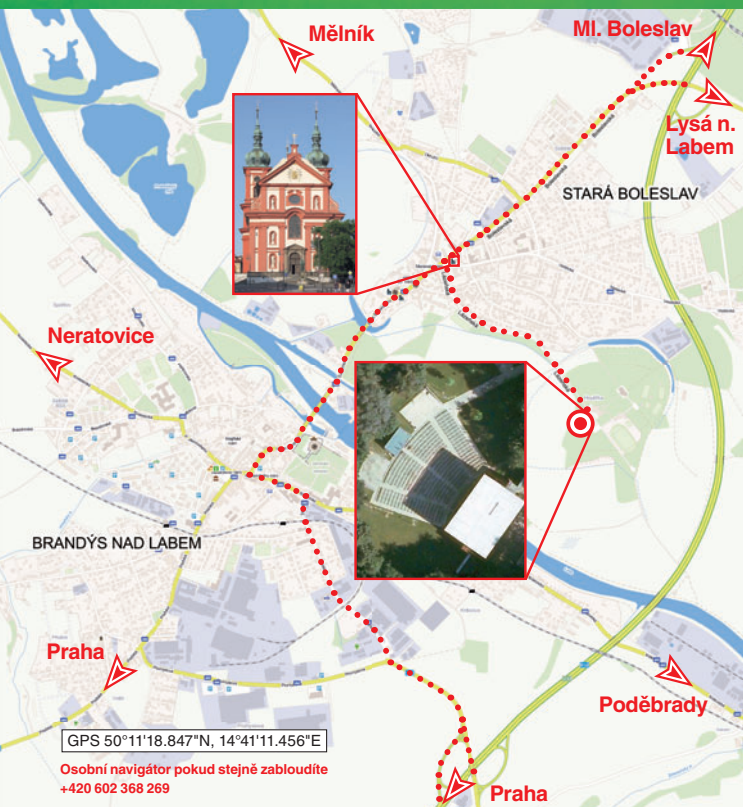 Mělník
Ml. Boleslav
Lysá n.
Labem
STARÁ BOLESLAV
Neratovice
BRANDÝS NAD LABEM
Praha
Poděbrady
GPS 50°11'18.847"N, 14°41'11.456"E
Osobní navigátor pokud stejně zabloudíte
+420 602 368 269
Praha